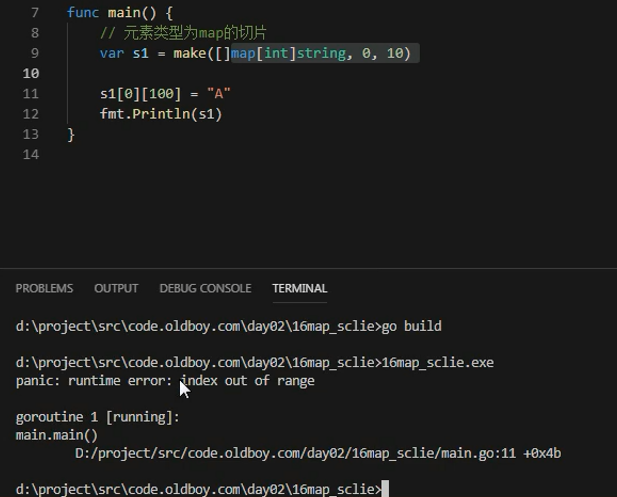 7 func main() {
8 // 元素类型为map的切片
9 var s1 = make([]map[int]string, 0, 10)
10
11 s1[0][100] = "A"
12 fmt.Println(s1)
13 }
14
PROBLEMS OUTPUT DEBUG CONSOLE TERMINAL
d:\project\src\code.oldboy.com\day02\16map_sclie>go build
d:\project\src\code.oldboy.com\day02\16map_sclie>16map_sclie.exe
panic: runtime error: index out of range
goroutine 1 [running]:
main.main()
D:/project/src/code.oldboy.com/day02/16map_sclie/main.go:11 +0x4b
d:\project\src\code.oldboy.com\day02\16map_sclie>